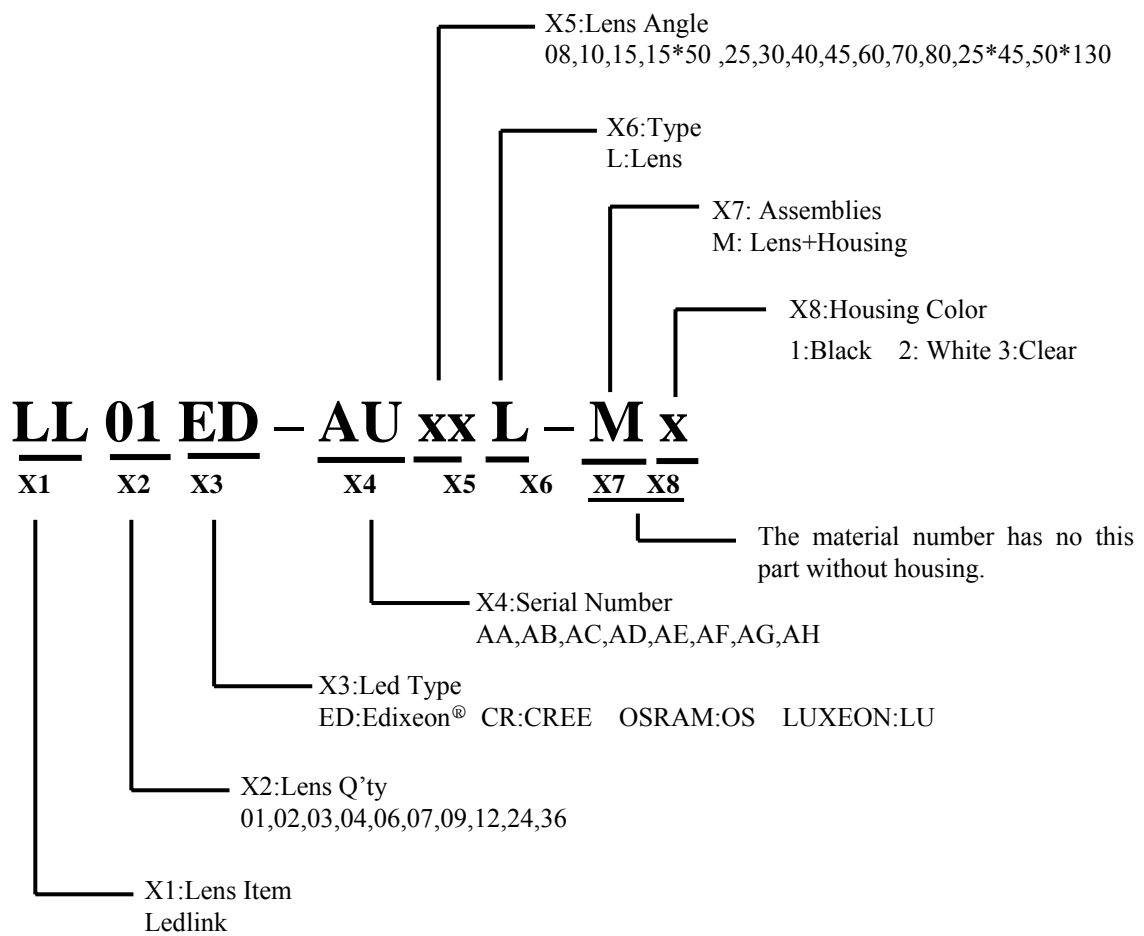 X5:Lens Angle
08,10,15,15*50 ,25,30,40,45,60,70,80,25*45,50*130
X6:Type
L:Lens
X7: Assemblies
M: Lens+Housing
X8:Housing Color
1:Black 2: White 3:Clear
LL 01 ED – AU xx L – M x
X1 X2 X3 X4 X5 X6 X7 X8
The material number has no this
part without housing.
X4:Serial Number
AA,AB,AC,AD,AE,AF,AG,AH
X3:Led Type
ED:Edixeon® CR:CREE OSRAM:OS LUXEON:LU
X2:Lens Q’ty
01,02,03,04,06,07,09,12,24,36
X1:Lens Item
Ledlink